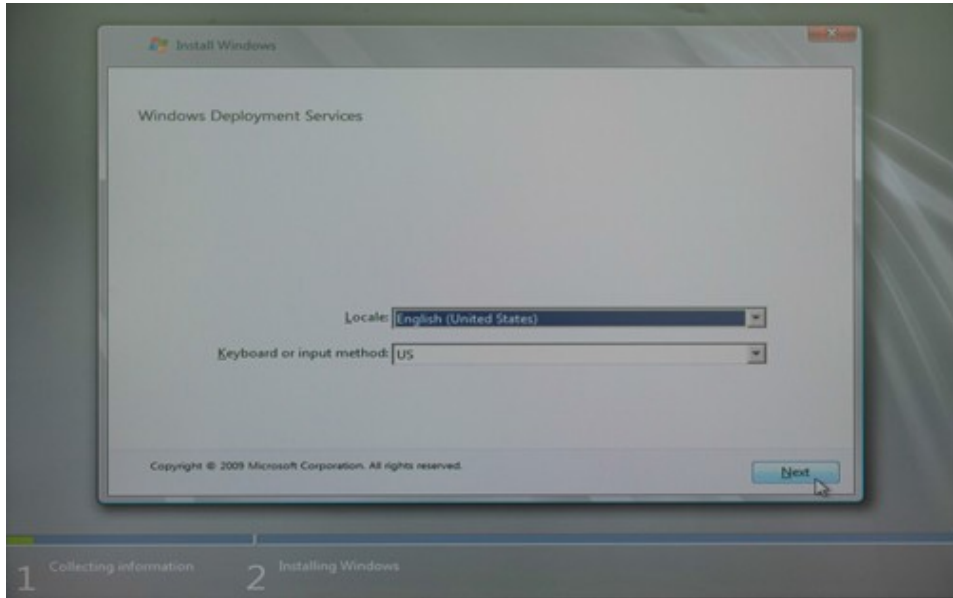 Install Windows
Windows Deployment Services
Locale: English (United States)
Keyboard or input method: US
Copyright © 2009 Microsoft Corporation. All rights reserved.
Next
1 Collecting information 2 Installing Windows